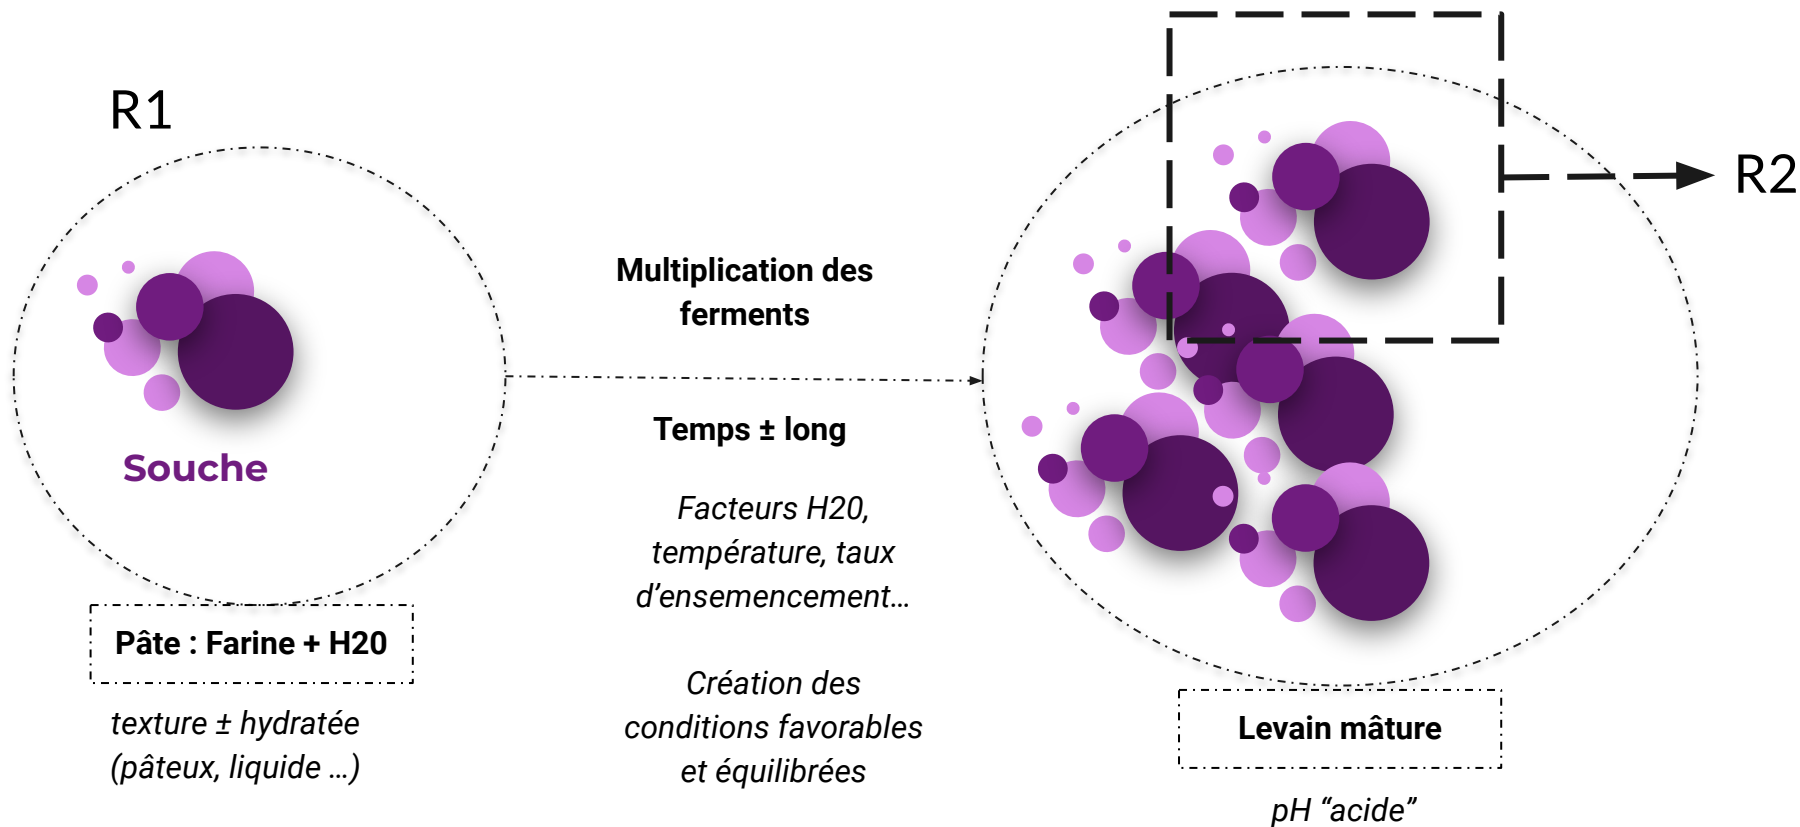 R1
Souche
Pâte : Farine + H20
texture ± hydratée
(pâteux, liquide ...)
Multiplication des
ferments
Temps ± long
Facteurs H20,
température, taux
d’ensemencement...
Création des
conditions favorables
et équilibrées
R2
Levain mâture
pH “acide”